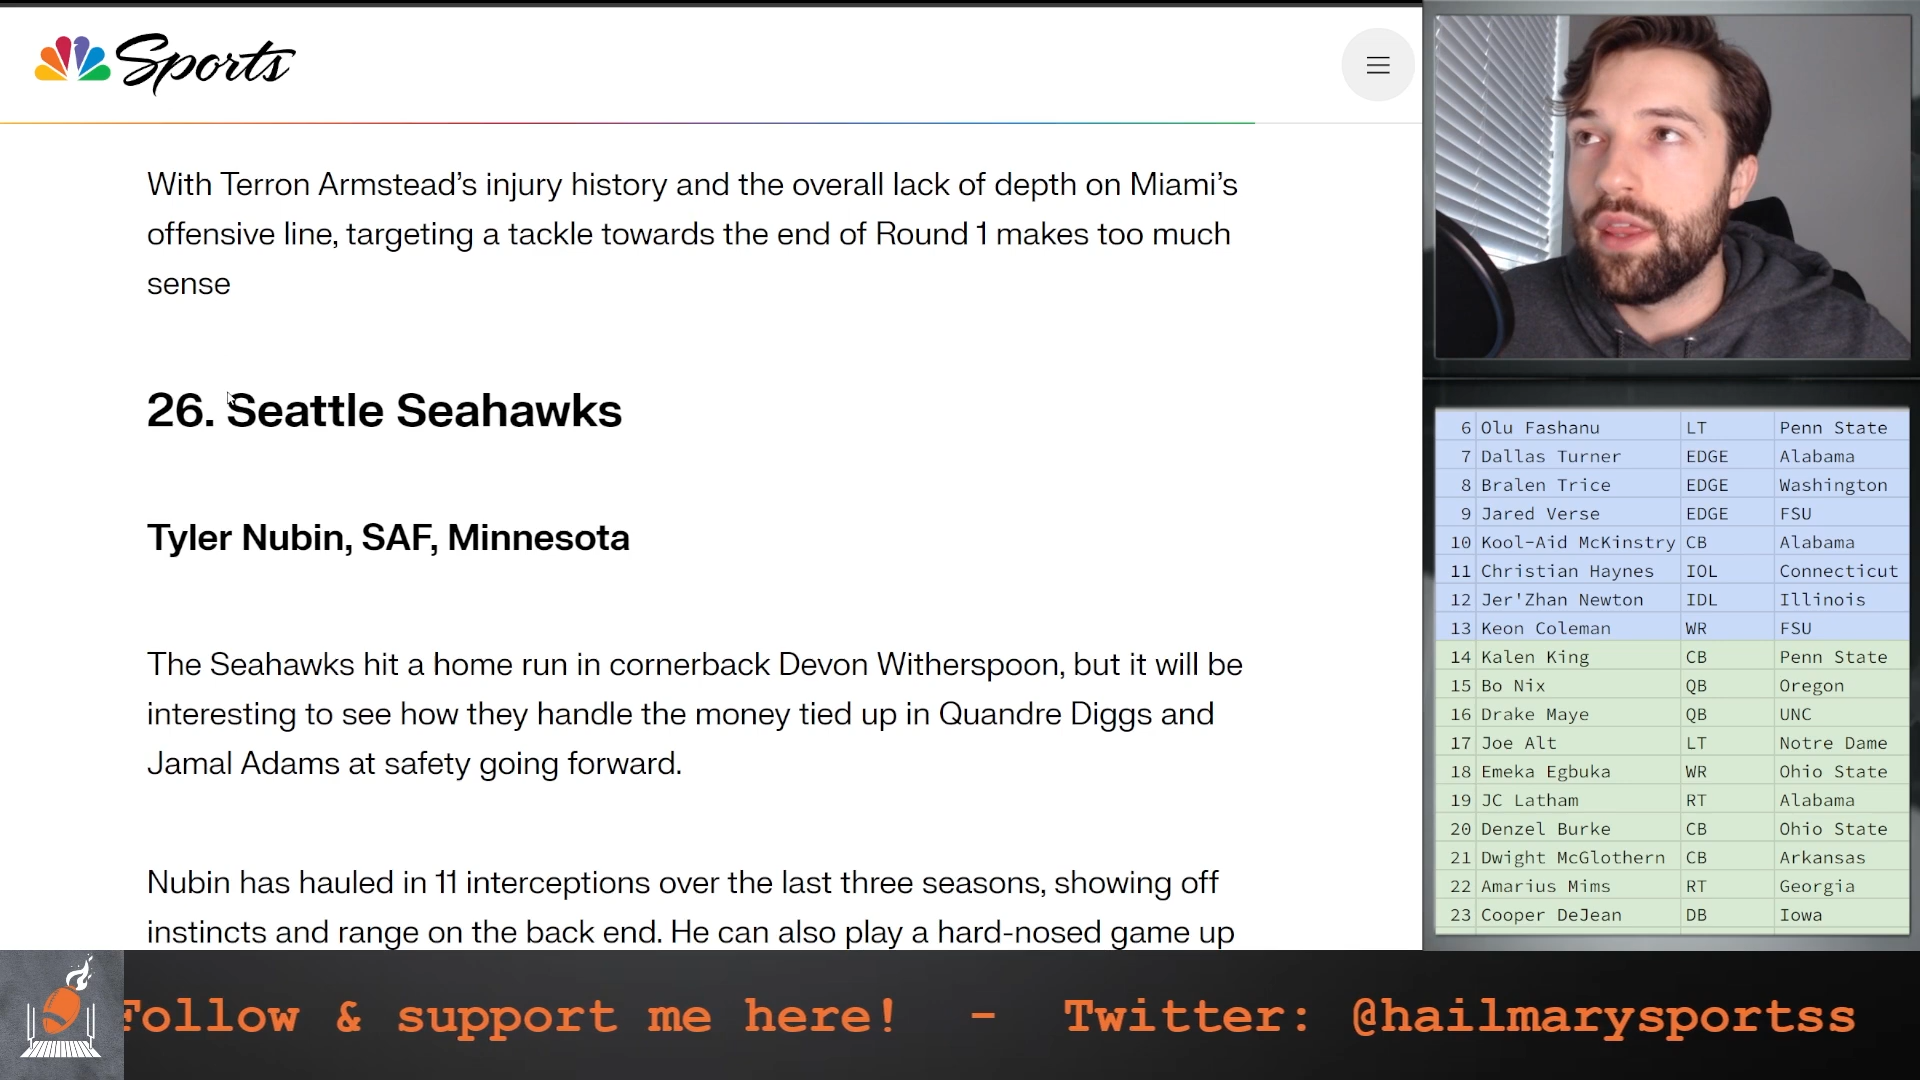 Sports
With Terron Armstead’s injury history and the overall lack of depth on Miami’s
offensive line, targeting a tackle towards the end of Round 1 makes too much
sense
26. Seattle Seahawks
Tyler Nubin, SAF, Minnesota
The Seahawks hit a home run in cornerback Devon Witherspoon, but it will be
interesting to see how they handle the money tied up in Quandre Diggs and
Jamal Adams at safety going forward.
Nubin has hauled in 11 interceptions over the last three seasons, showing off
instincts and range on the back end. He can also play a hard-nosed game up
6 Olu Fashanu LT Penn State
7 Dallas Turner EDGE Alabama
8 Bralen Trice EDGE Washington
9 Jared Verse EDGE FSU
10 Kool-Aid McKinstry CB Alabama
11 Christian Haynes IOL Connecticut
12 Jer'Zhan Newton IDL Illinois
13 Keon Coleman WR FSU
14 Kalen King CB Penn State
15 Bo Nix QB Oregon
16 Drake Maye QB UNC
17 Joe Alt LT Notre Dame
18 Emeka Egbuka WR Ohio State
19 JC Latham RT Alabama
20 Denzel Burke CB Ohio State
21 Dwight McGlothern CB Arkansas
22 Amarius Mims RT Georgia
23 Cooper DeJean DB Iowa
Follow & support me here! - Twitter: @hailmarysportss